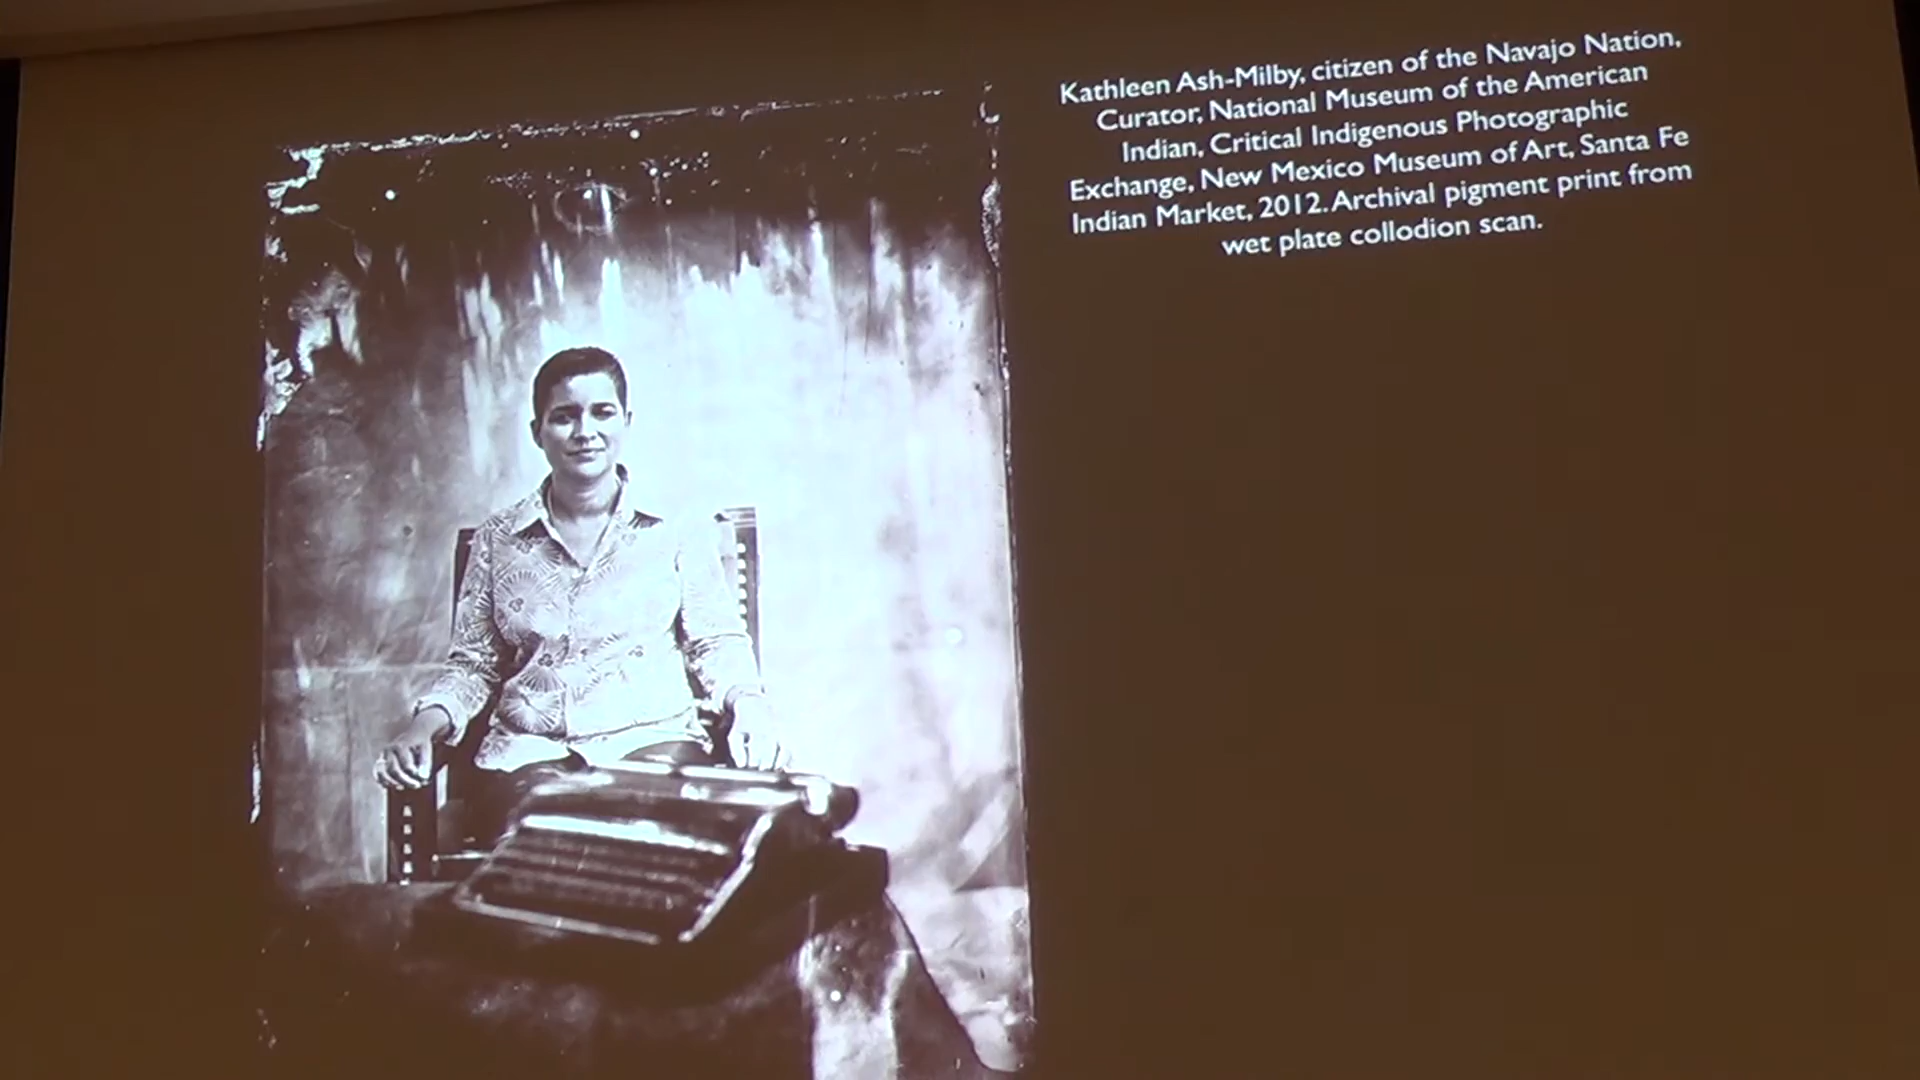 Kathleen Ash-Milby, citizen of the Navajo Nation,
Curator, National Museum of the American
Indian, Critical Indigenous Photographic
Exchange, New Mexico Museum of Art, Santa Fe
Indian Market, 2012. Archival pigment print from
wet plate collodion scan.